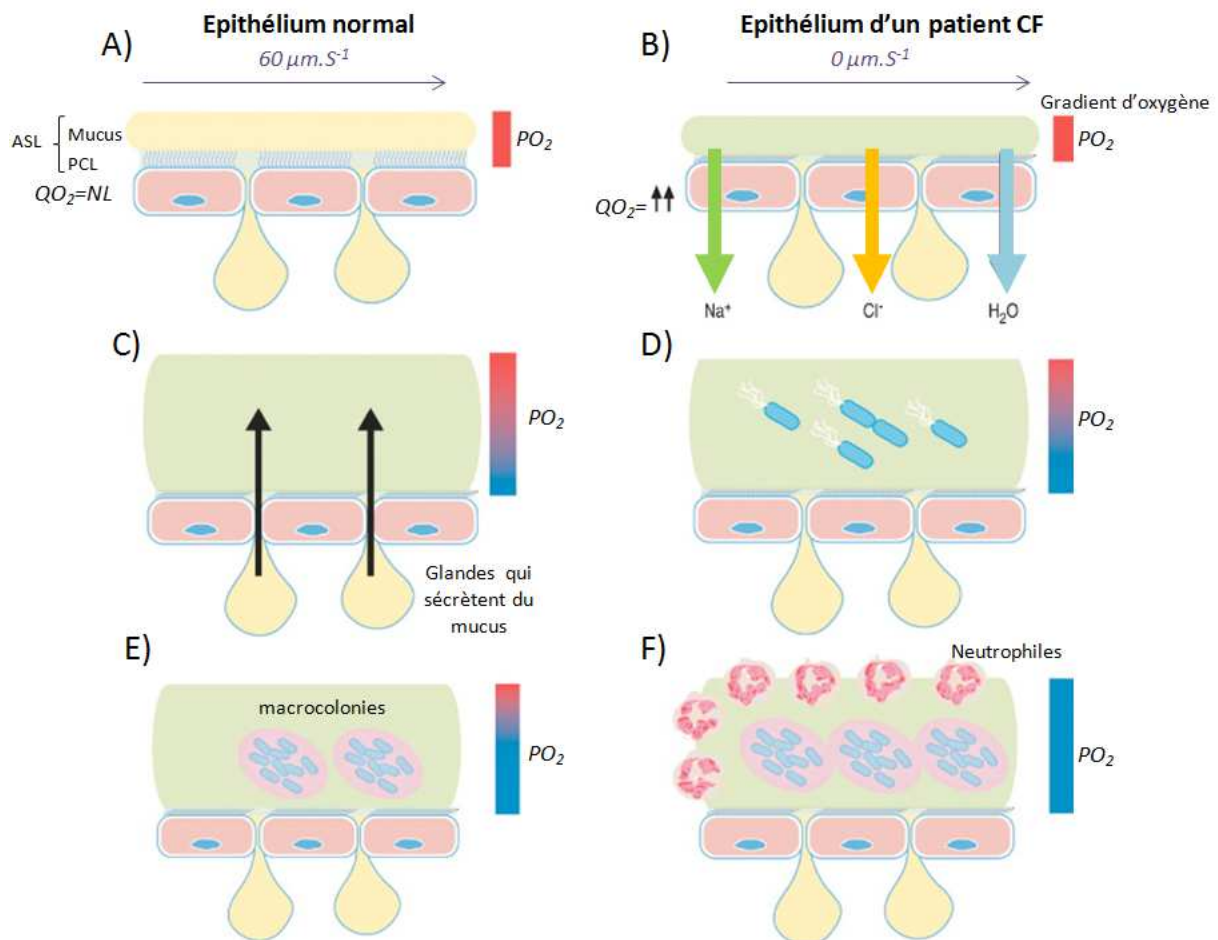 Epithélium normal
A)
60 µm.S-1
ASL
Mucus
PCL
QO2=NL
PO2
Epithélium d'un patient CF
B)
0 µm.S-1
Gradient d'oxygène
PO2
QO2=
Na+
Cl-
H2O
C)
PO2
Glandes qui
sécrètent du
mucus
D)
PO2
E)
macrocolonies
PO2
F)
Neutrophiles
PO2